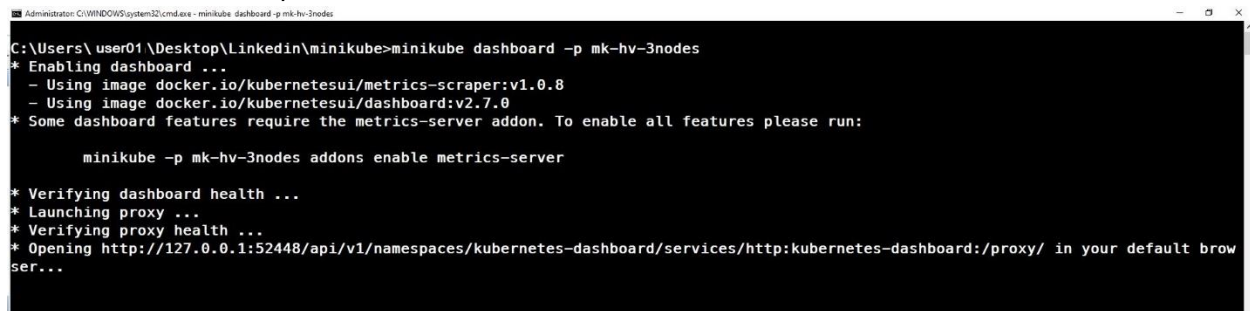 Administrator: C:\WINDOWS\system32\cmd.exe - minikube dashboard -p mk-hv-3nodes
C:\Users\ user01 \Desktop\Linkedin\minikube>minikube dashboard -p mk-hv-3nodes
* Enabling dashboard ...
  - Using image docker.io/kubernetesui/metrics-scraper:v1.0.8
  - Using image docker.io/kubernetesui/dashboard:v2.7.0
* Some dashboard features require the metrics-server addon. To enable all features please run:
        minikube -p mk-hv-3nodes addons enable metrics-server
* Verifying dashboard health ...
* Launching proxy ...
* Verifying proxy health ...
* Opening http://127.0.0.1:52448/api/v1/namespaces/kubernetes-dashboard/services/http:kubernetes-dashboard:/proxy/ in your default brow
ser...